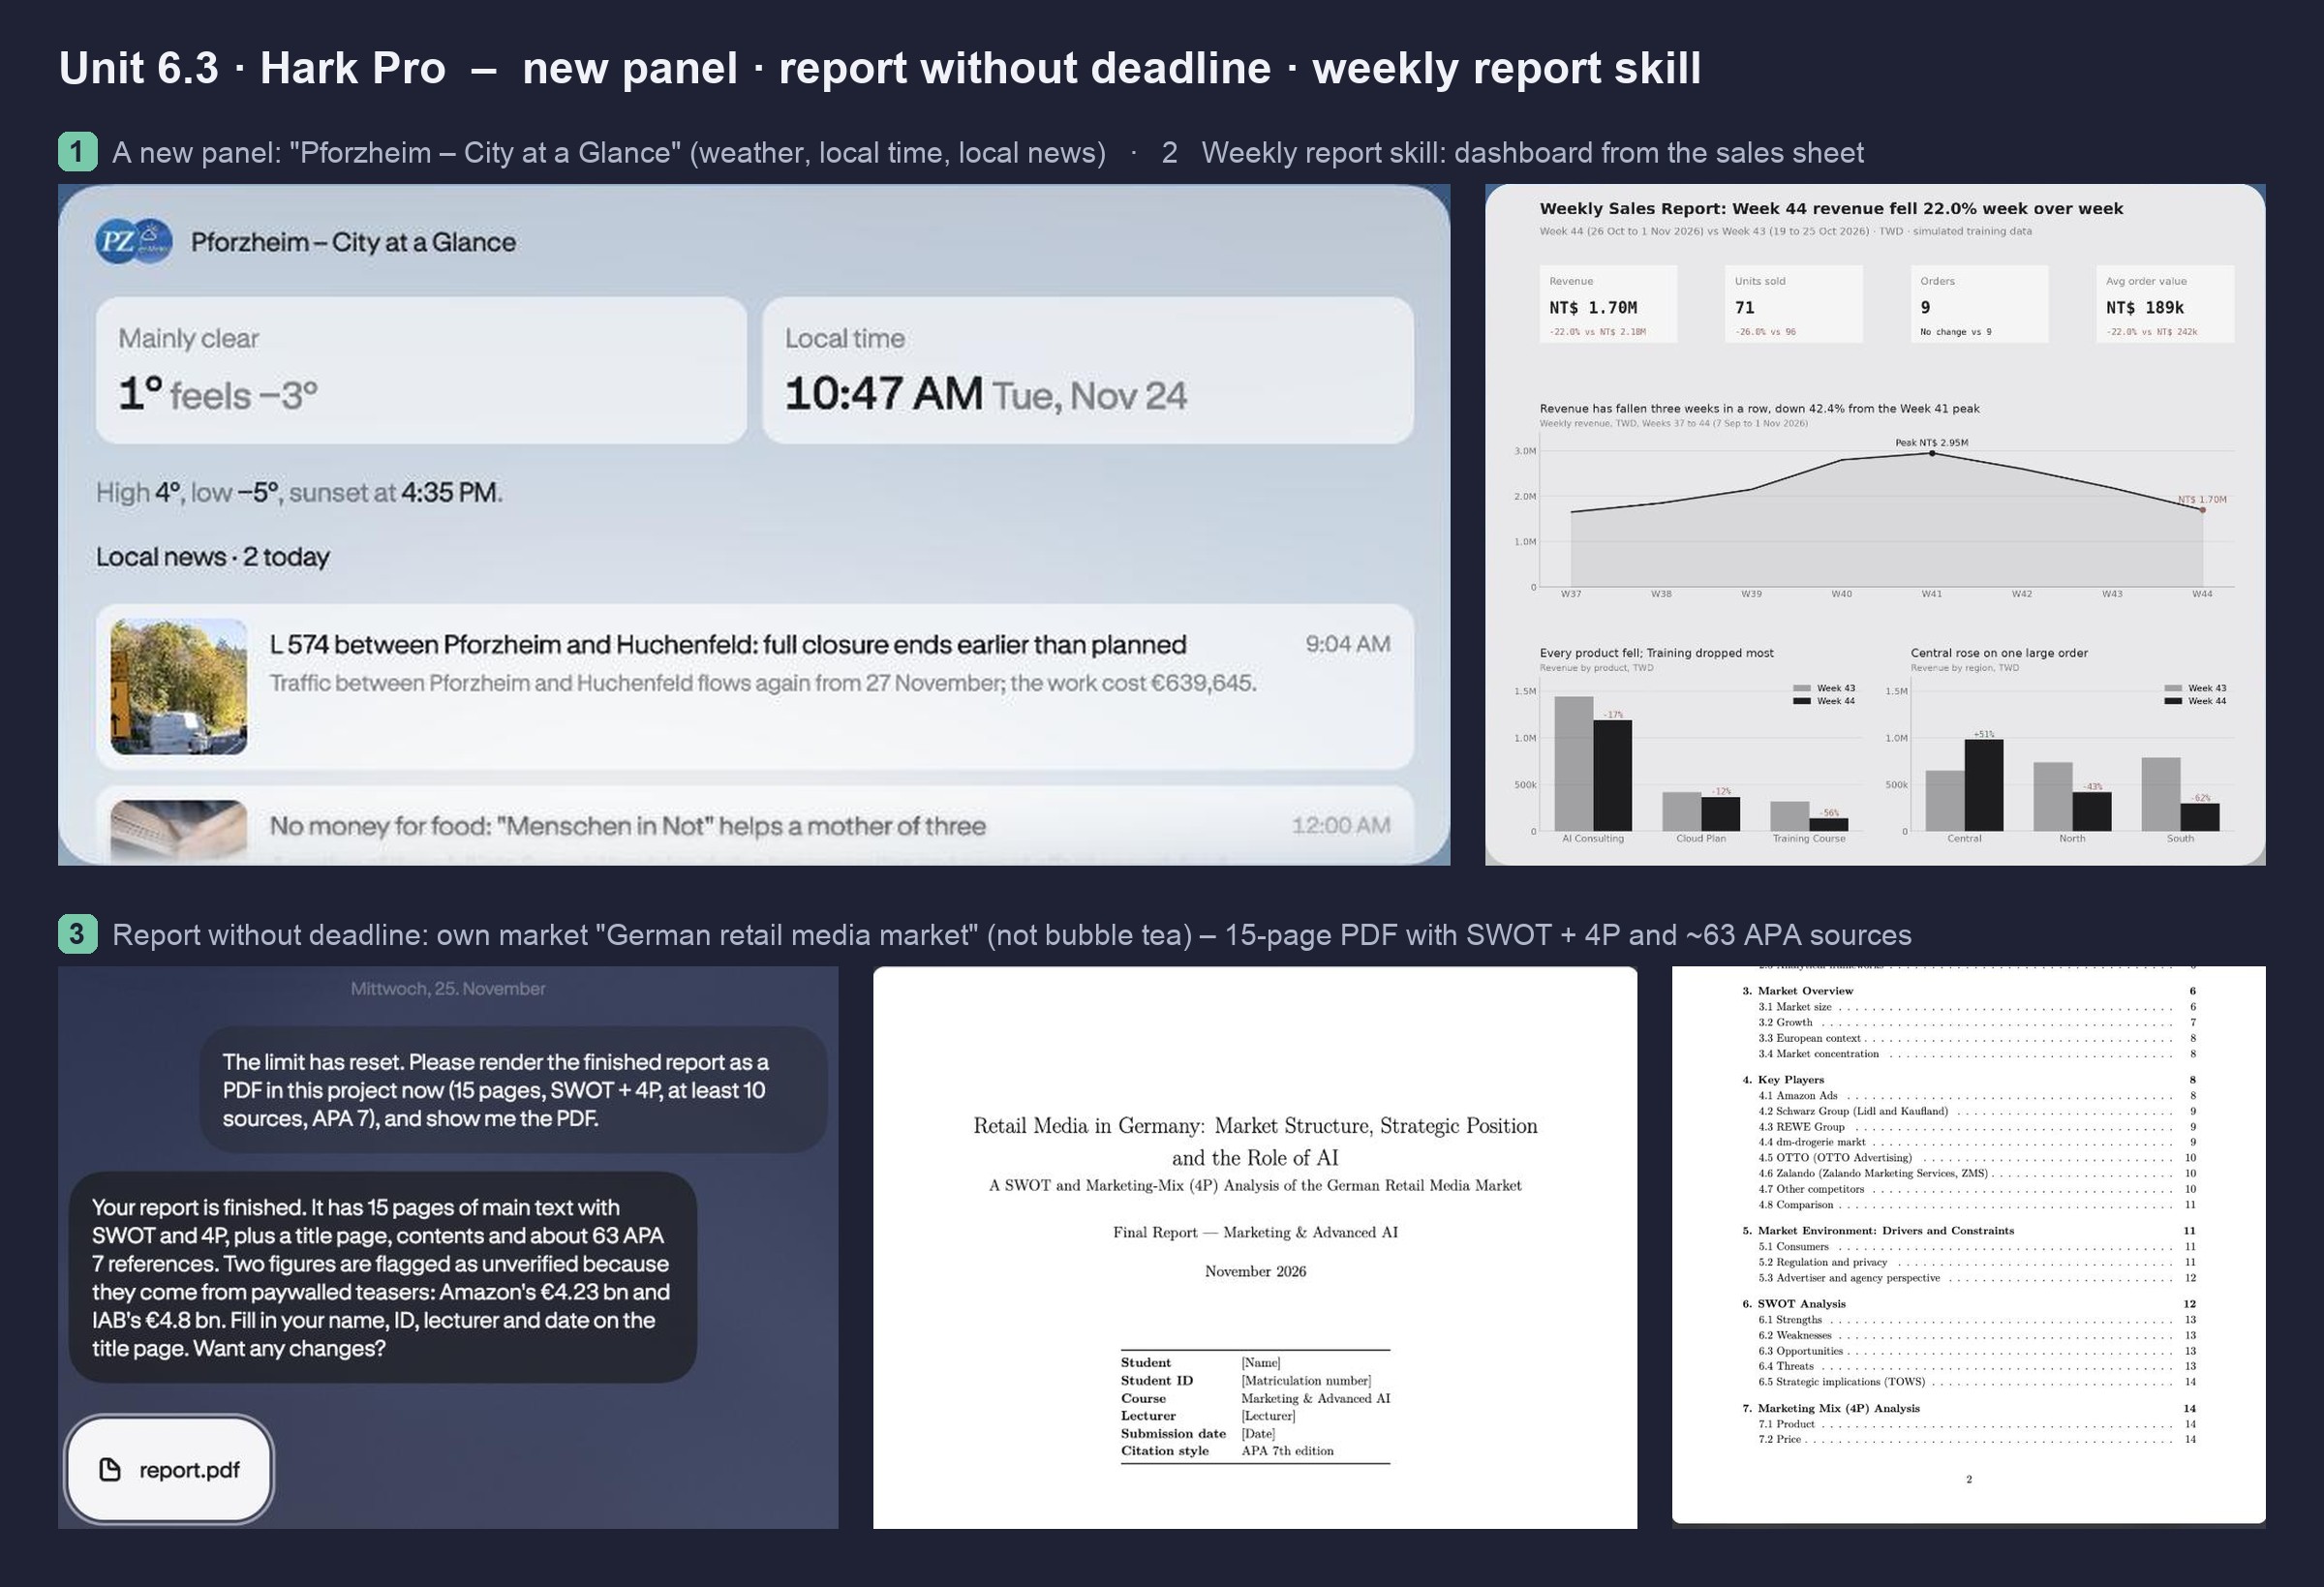 Unit 6.3 · Hark Pro – new panel · report without deadline · weekly report skill
1 A new panel: "Pforzheim – City at a Glance" (weather, local time, local news) · 2 Weekly report skill: dashboard from the sales sheet
PZ
Pforzheim – City at a Glance
Mainly clear
1° feels −3°
Local time
10:47 AM Tue, Nov 24
High 4°, low −5°, sunset at 4:35 PM.
Local news · 2 today
L 574 between Pforzheim and Huchenfeld: full closure ends earlier than planned
9:04 AM
Traffic between Pforzheim and Huchenfeld flows again from 27 November; the work cost €639,645.
No money for food: "Menschen in Not" helps a mother of three
12:00 AM
Weekly Sales Report: Week 44 revenue fell 22.0% week over week
Week 44 (26 Oct to 1 Nov 2026) vs Week 43 (19 to 25 Oct 2026) · TWD · simulated training data
Revenue
NT$ 1.70M
-22.0% vs NT$ 2.18M
Units sold
71
-26.0% vs 96
Orders
9
No change vs 9
Avg order value
NT$ 189k
-22.0% vs NT$ 242k
Revenue has fallen three weeks in a row, down 42.4% from the Week 41 peak
Weekly revenue, TWD, Weeks 37 to 44 (7 Sep to 1 Nov 2026)
Peak NT$ 2.95M
3.0M
2.0M
NT$ 1.70M
1.0M
0
W37 W38 W39 W40 W41 W42 W43 W44
Every product fell; Training dropped most
Revenue by product, TWD
1.5M
Week 43
Week 44
-17%
1.0M
500k
-12%
-56%
0
AI Consulting Cloud Plan Training Course
Central rose on one large order
Revenue by region, TWD
1.5M
Week 43
Week 44
1.0M
+51%
500k
-43%
-62%
0
Central North South
3 Report without deadline: own market "German retail media market" (not bubble tea) – 15-page PDF with SWOT + 4P and ~63 APA sources
Mittwoch, 25. November
The limit has reset. Please render the finished report as a
PDF in this project now (15 pages, SWOT + 4P, at least 10
sources, APA 7), and show me the PDF.
Your report is finished. It has 15 pages of main text with
SWOT and 4P, plus a title page, contents and about 63 APA
7 references. Two figures are flagged as unverified because
they come from paywalled teasers: Amazon's €4.23 bn and
IAB's €4.8 bn. Fill in your name, ID, lecturer and date on the
title page. Want any changes?
report.pdf
Retail Media in Germany: Market Structure, Strategic Position
and the Role of AI
A SWOT and Marketing-Mix (4P) Analysis of the German Retail Media Market
Final Report — Marketing & Advanced AI
November 2026
Student [Name]
Student ID [Matriculation number]
Course Marketing & Advanced AI
Lecturer [Lecturer]
Submission date [Date]
Citation style APA 7th edition
3. Market Overview 6
3.1 Market size 6
3.2 Growth 7
3.3 European context 8
3.4 Market concentration 8
4. Key Players 8
4.1 Amazon Ads 8
4.2 Schwarz Group (Lidl and Kaufland) 9
4.3 REWE Group 9
4.4 dm-drogerie markt 9
4.5 OTTO (OTTO Advertising) 10
4.6 Zalando (Zalando Marketing Services, ZMS) 10
4.7 Other competitors 10
4.8 Comparison 11
5. Market Environment: Drivers and Constraints 11
5.1 Consumers 11
5.2 Regulation and privacy 11
5.3 Advertiser and agency perspective 12
6. SWOT Analysis 12
6.1 Strengths 13
6.2 Weaknesses 13
6.3 Opportunities 13
6.4 Threats 13
6.5 Strategic implications (TOWS) 14
7. Marketing Mix (4P) Analysis 14
7.1 Product 14
7.2 Price 14
2